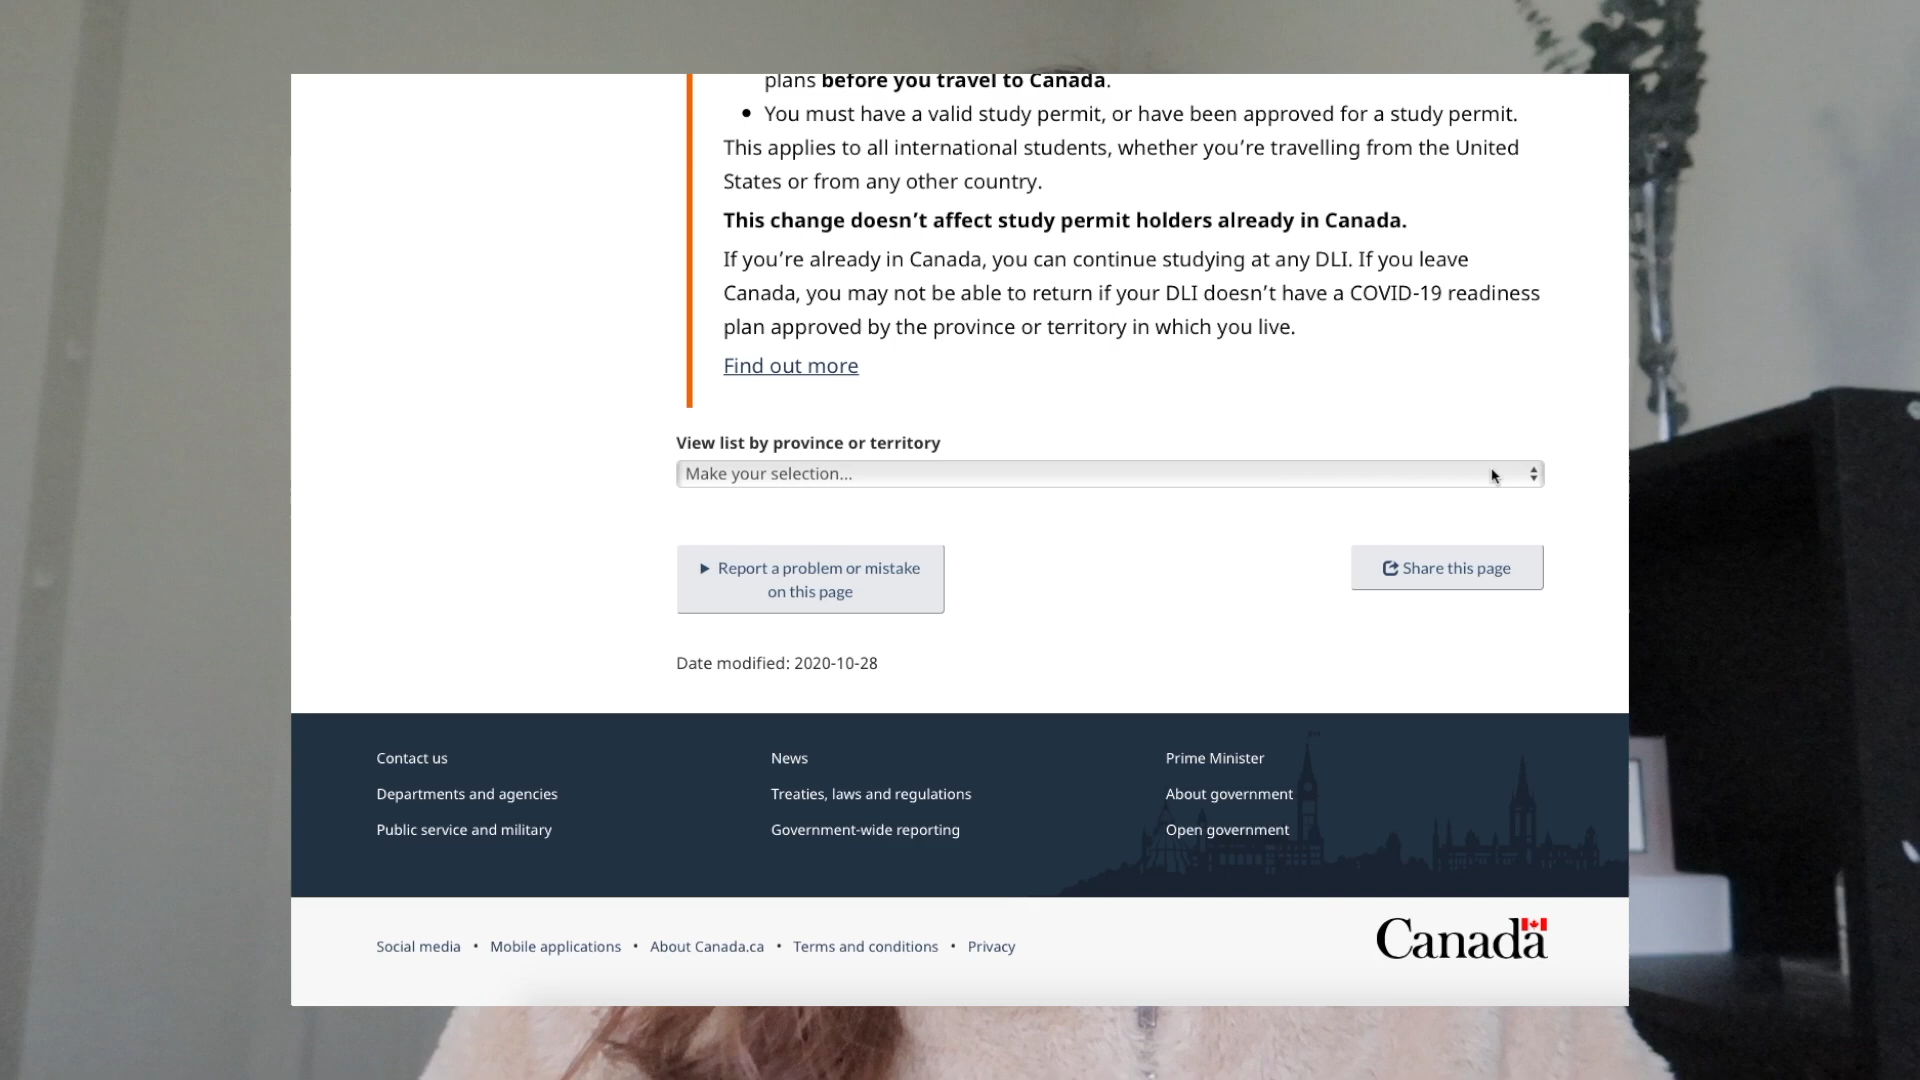 plans before you travel to Canada.
• You must have a valid study permit, or have been approved for a study permit.
This applies to all international students, whether you’re travelling from the United
States or from any other country.
This change doesn’t affect study permit holders already in Canada.
If you’re already in Canada, you can continue studying at any DLI. If you leave
Canada, you may not be able to return if your DLI doesn’t have a COVID-19 readiness
plan approved by the province or territory in which you live.
Find out more
View list by province or territory
Make your selection...
Report a problem or mistake
on this page
Share this page
Date modified: 2020-10-28
Contact us
News
Prime Minister
Departments and agencies
Treaties, laws and regulations
About government
Public service and military
Government-wide reporting
Open government
Social media • Mobile applications • About Canada.ca • Terms and conditions • Privacy
Canada